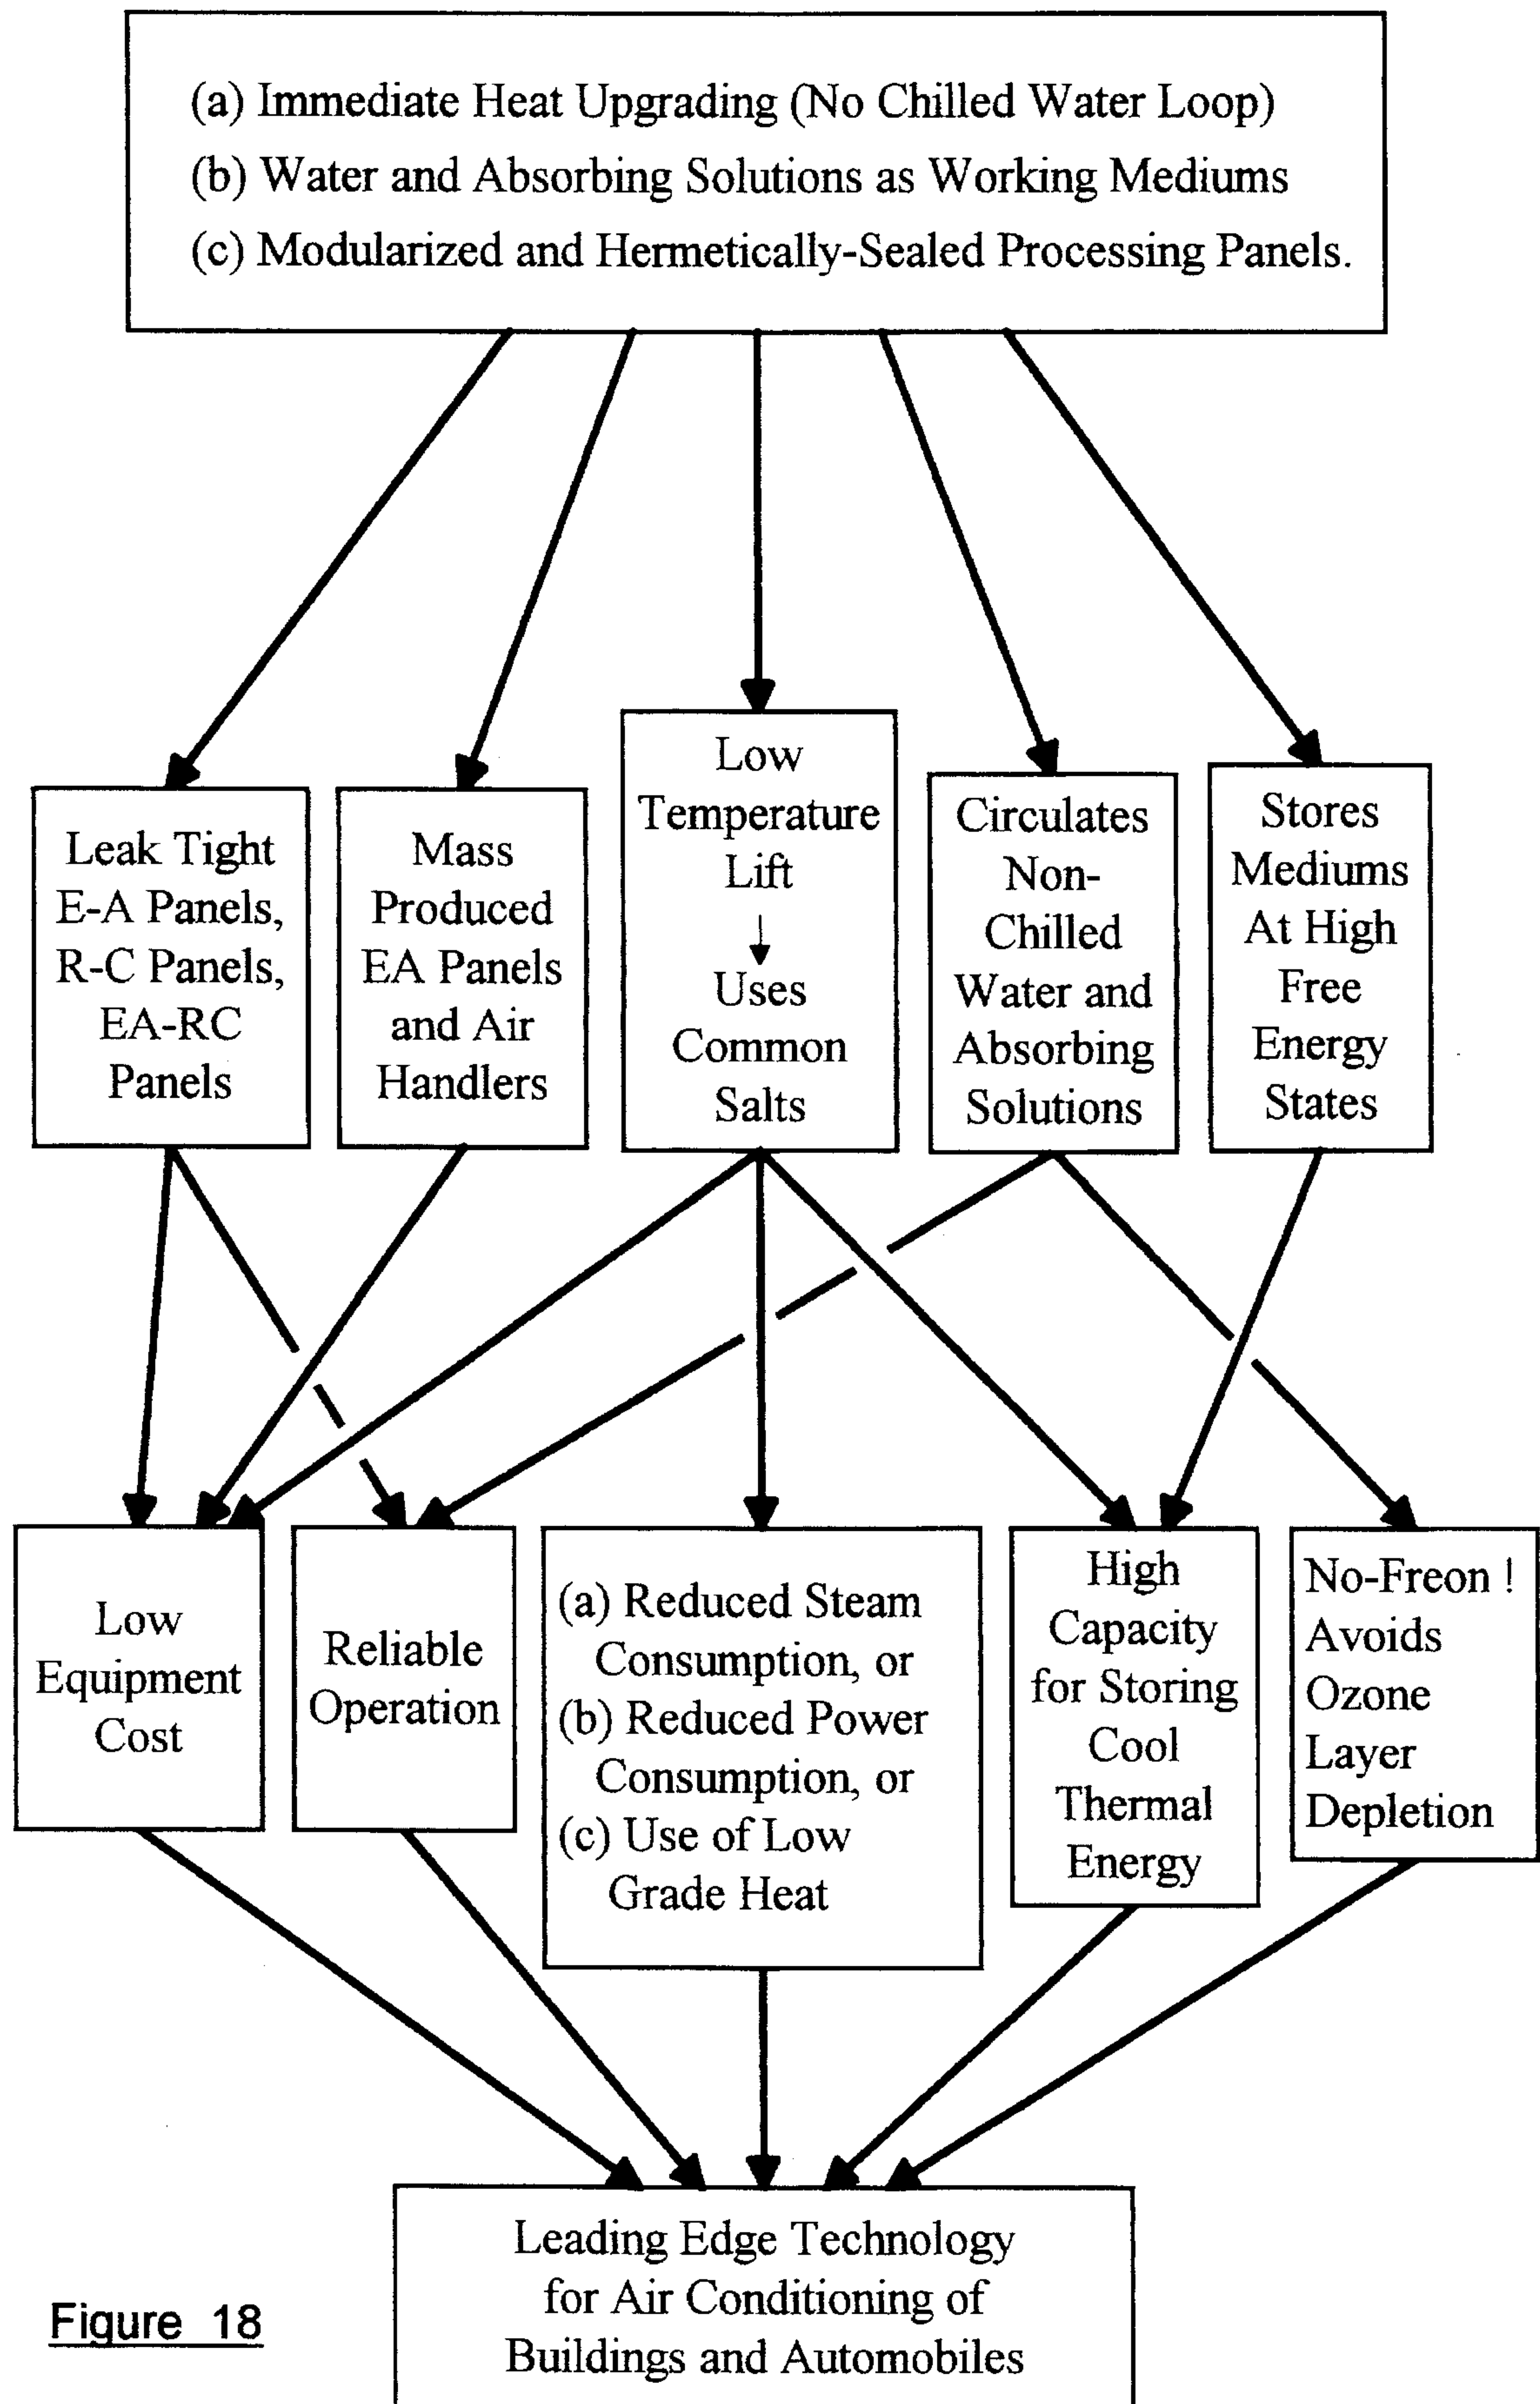 (a) Immediate Heat Upgrading (No Chilled Water Loop)
(b) Water and Absorbing Solutions as Working Mediums
(c) Modularized and Hermetically-Sealed Processing Panels.
Leak Tight
E-A Panels,
R-C Panels,
EA-RC
Panels
Mass
Produced
EA Panels
and Air
Handlers
Low
Temperature
Lift
Uses
Common
Salts
Circulates
Non-
Chilled
Water and
Absorbing
Solutions
Stores
Mediums
At High
Free
Energy
States
Low
Equipment
Cost
Reliable
Operation
(a) Reduced Steam
Consumption, or
(b) Reduced Power
Consumption, or
(c) Use of Low
Grade Heat
High
Capacity
for Storing
Cool
Thermal
Energy
No-Freon !
Avoids
Ozone
Layer
Depletion
Leading Edge Technology
for Air Conditioning of
Buildings and Automobiles
Figure 18